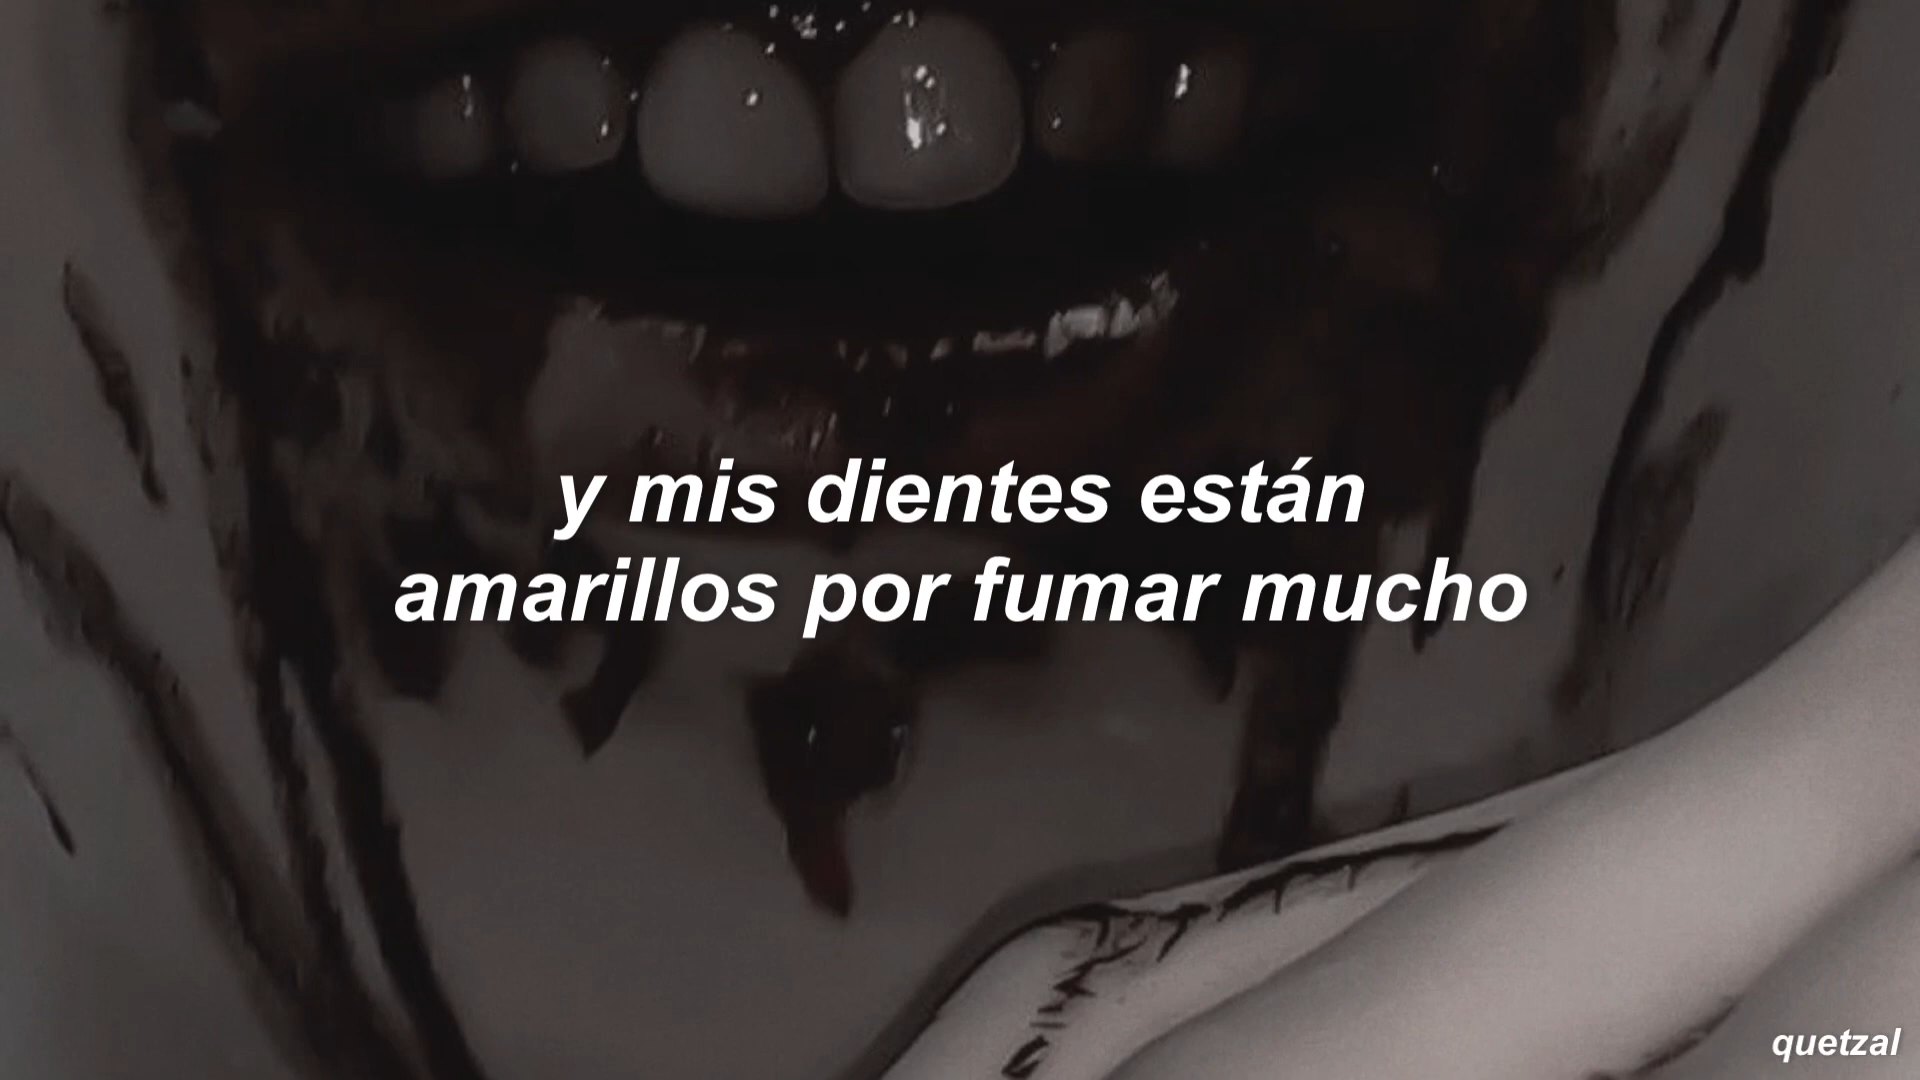 y mis dientes están
amarillos por fumar mucho
quetzal